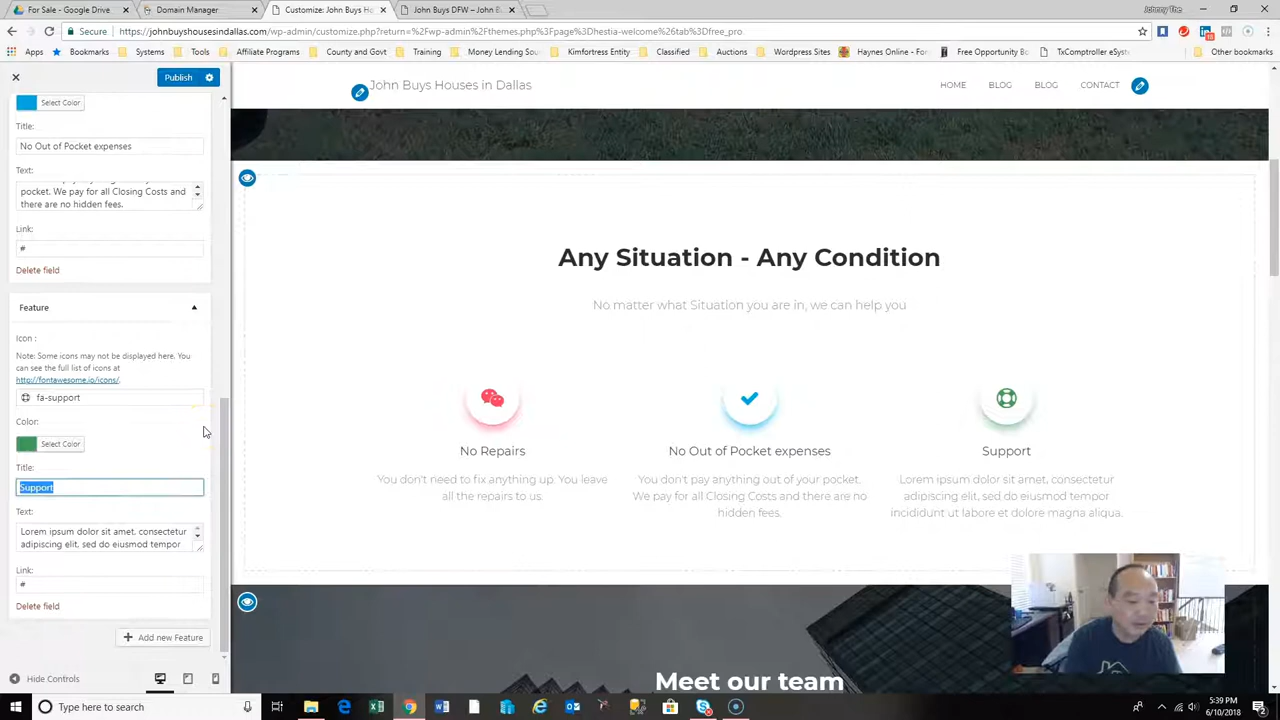 For Sale - Google Drive
Domain Manager
Customize: John Buys Ho
John Buys DFW – John B
Johnny The
Secure
https://johnbuyshousesindallas.com/wp-admin/customize.php?return=%2Fwp-admin%2Fthemes.php%3Fpage%3Dhestia-welcome%26tab%3Dfree_pro
Apps
Bookmarks
Systems
Tools
Affiliate Programs
County and Govt
Training
Money Lending Sour
Kimfortress Entity
Classified
Auctions
Wordpress Sites
Haynes Online - Forec
Free Opportunity Bo
TxComptroller eSyst
Other bookmarks
Publish
Select Color
Title:
No Out of Pocket expenses
Text:
pocket. We pay for all Closing Costs and
there are no hidden fees.
Link:
#
Delete field
Feature
Icon :
Note: Some icons may not be displayed here. You
can see the full list of icons at
http://fontawesome.io/icons/.
fa-support
Color:
Select Color
Title:
Support
Text:
Lorem ipsum dolor sit amet, consectetur
adipiscing elit, sed do eiusmod tempor
Link:
#
Delete field
Add new Feature
Hide Controls
John Buys Houses in Dallas
HOME
BLOG
BLOG
CONTACT
Any Situation - Any Condition
No matter what Situation you are in, we can help you
No Repairs
You don't need to fix anything up. You leave
all the repairs to us.
No Out of Pocket expenses
You don't pay anything out of your pocket.
We pay for all Closing Costs and there are no
hidden fees.
Support
Lorem ipsum dolor sit amet, consectetur
adipiscing elit, sed do eiusmod tempor
incididunt ut labore et dolore magna aliqua.
Meet our team
Type here to search
5:39 PM
6/10/2018